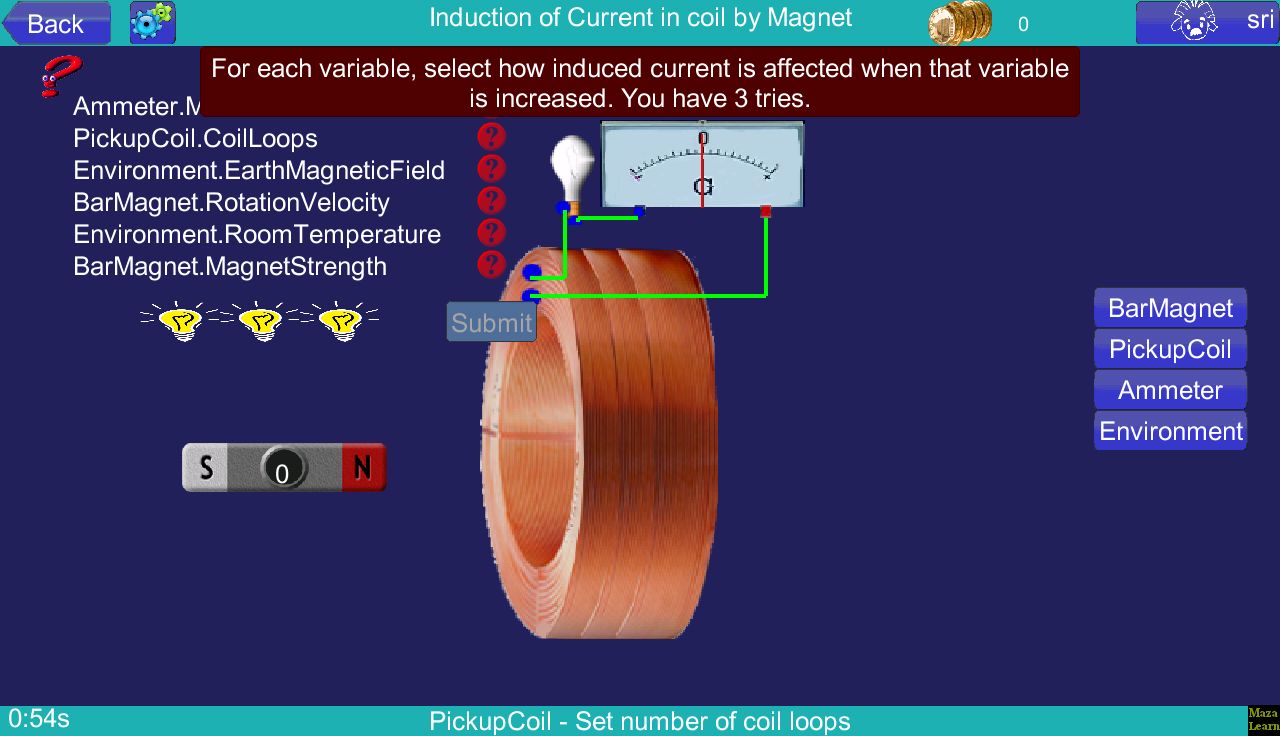 Back
Induction of Current in coil by Magnet
0
sri
For each variable, select how induced current is affected when that variable
is increased. You have 3 tries.
Ammeter.M
PickupCoil.CoilLoops
Environment.EarthMagneticField
BarMagnet.RotationVelocity
Environment.RoomTemperature
BarMagnet.MagnetStrength
? 
0
G
Submit
BarMagnet
PickupCoil
Ammeter
Environment
S
0
N
0:54s
PickupCoil - Set number of coil loops
Maza
Learn